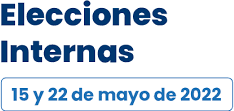 Elecciones
Internas
15 y 22 de mayo de 2022